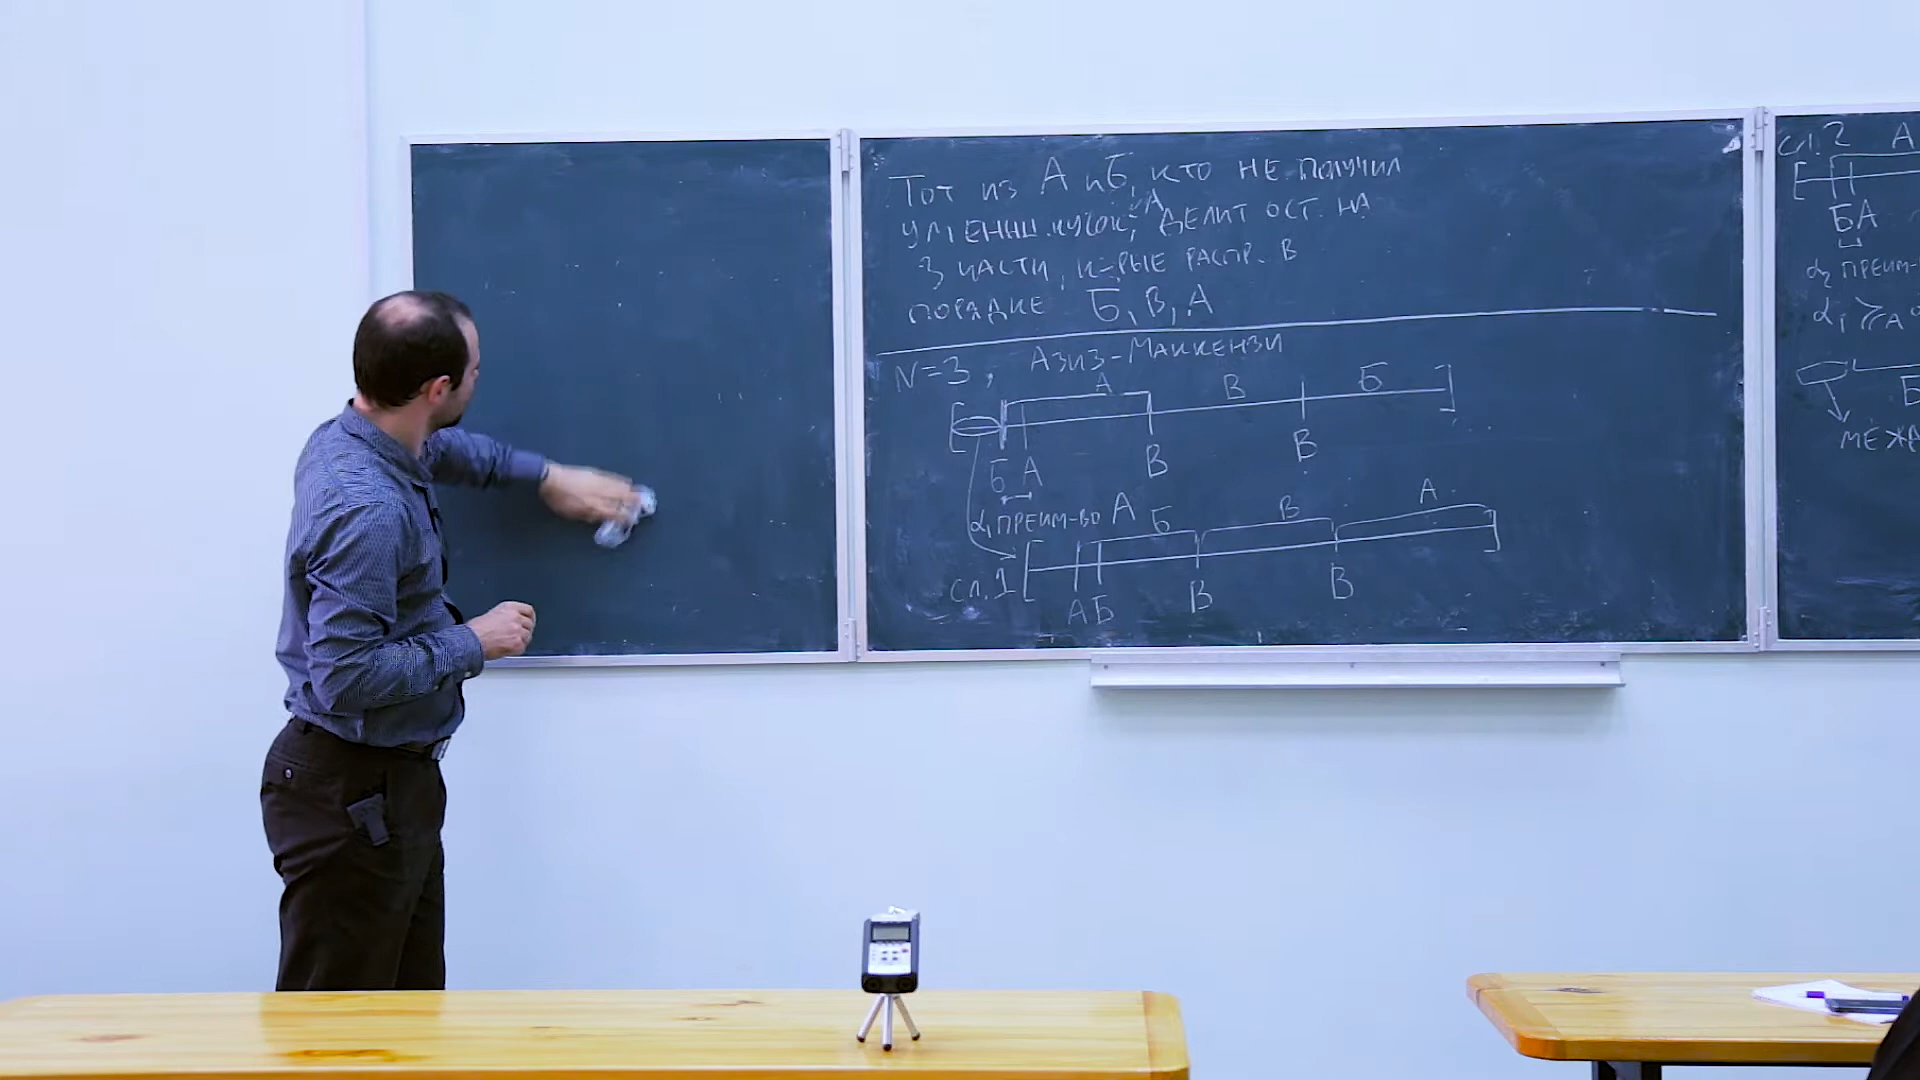 Тот из А и Б, кто не получил
уменьш. кусок, делит ост. на
"А
3 части, к-рые распр. в
порядке Б, В, А
N=3, Азиз-Маккензи
А В Б
Б А В В
α₁ преим-во А
Б В А
сл.1
А Б В В
сл. 2 А
БА
α₂ преим-
α₁ ⩾A α
Б
меж